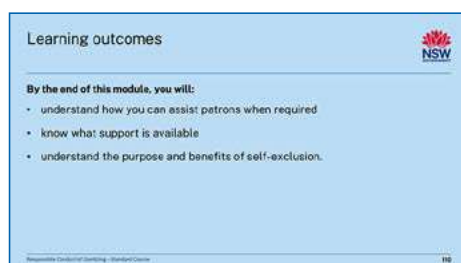 Learning outcomes
NSW
GOVERNMENT
By the end of this module, you will:
• understand how you can assist patrons when required
• know what support is available
• understand the purpose and benefits of self-exclusion.
Responsible Conduct of Gambling – Standard Course
110